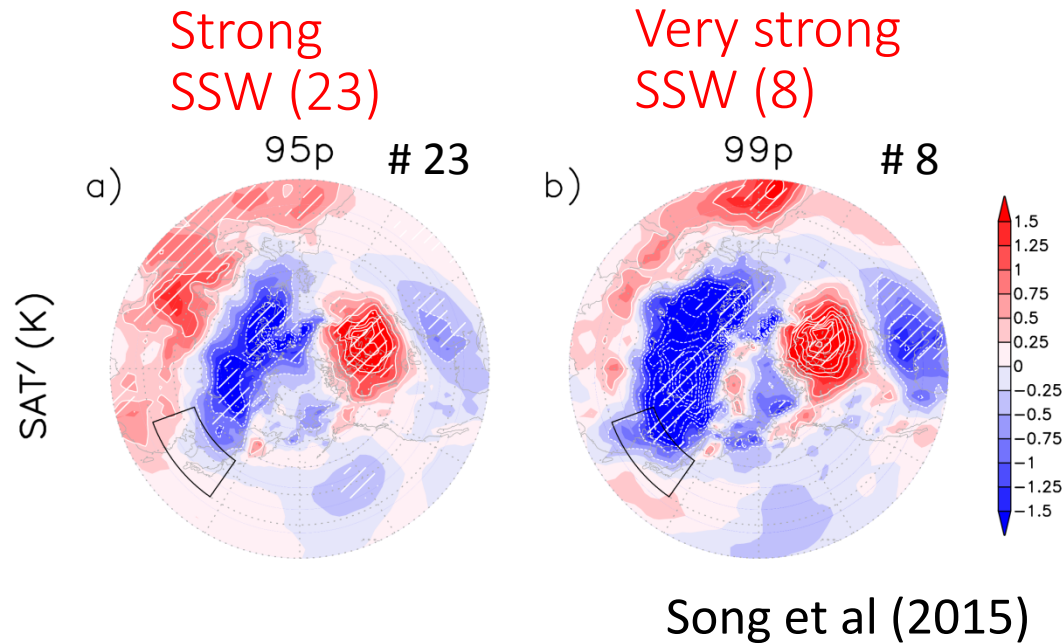 Strong
SSW (23)
Very strong
SSW (8)
95p
# 23
99p
# 8
a)
b)
SAT' (K)
1.5
1.25
1
0.75
0.5
0.25
0
−0.25
−0.5
−0.75
−1
−1.25
−1.5
Song et al (2015)